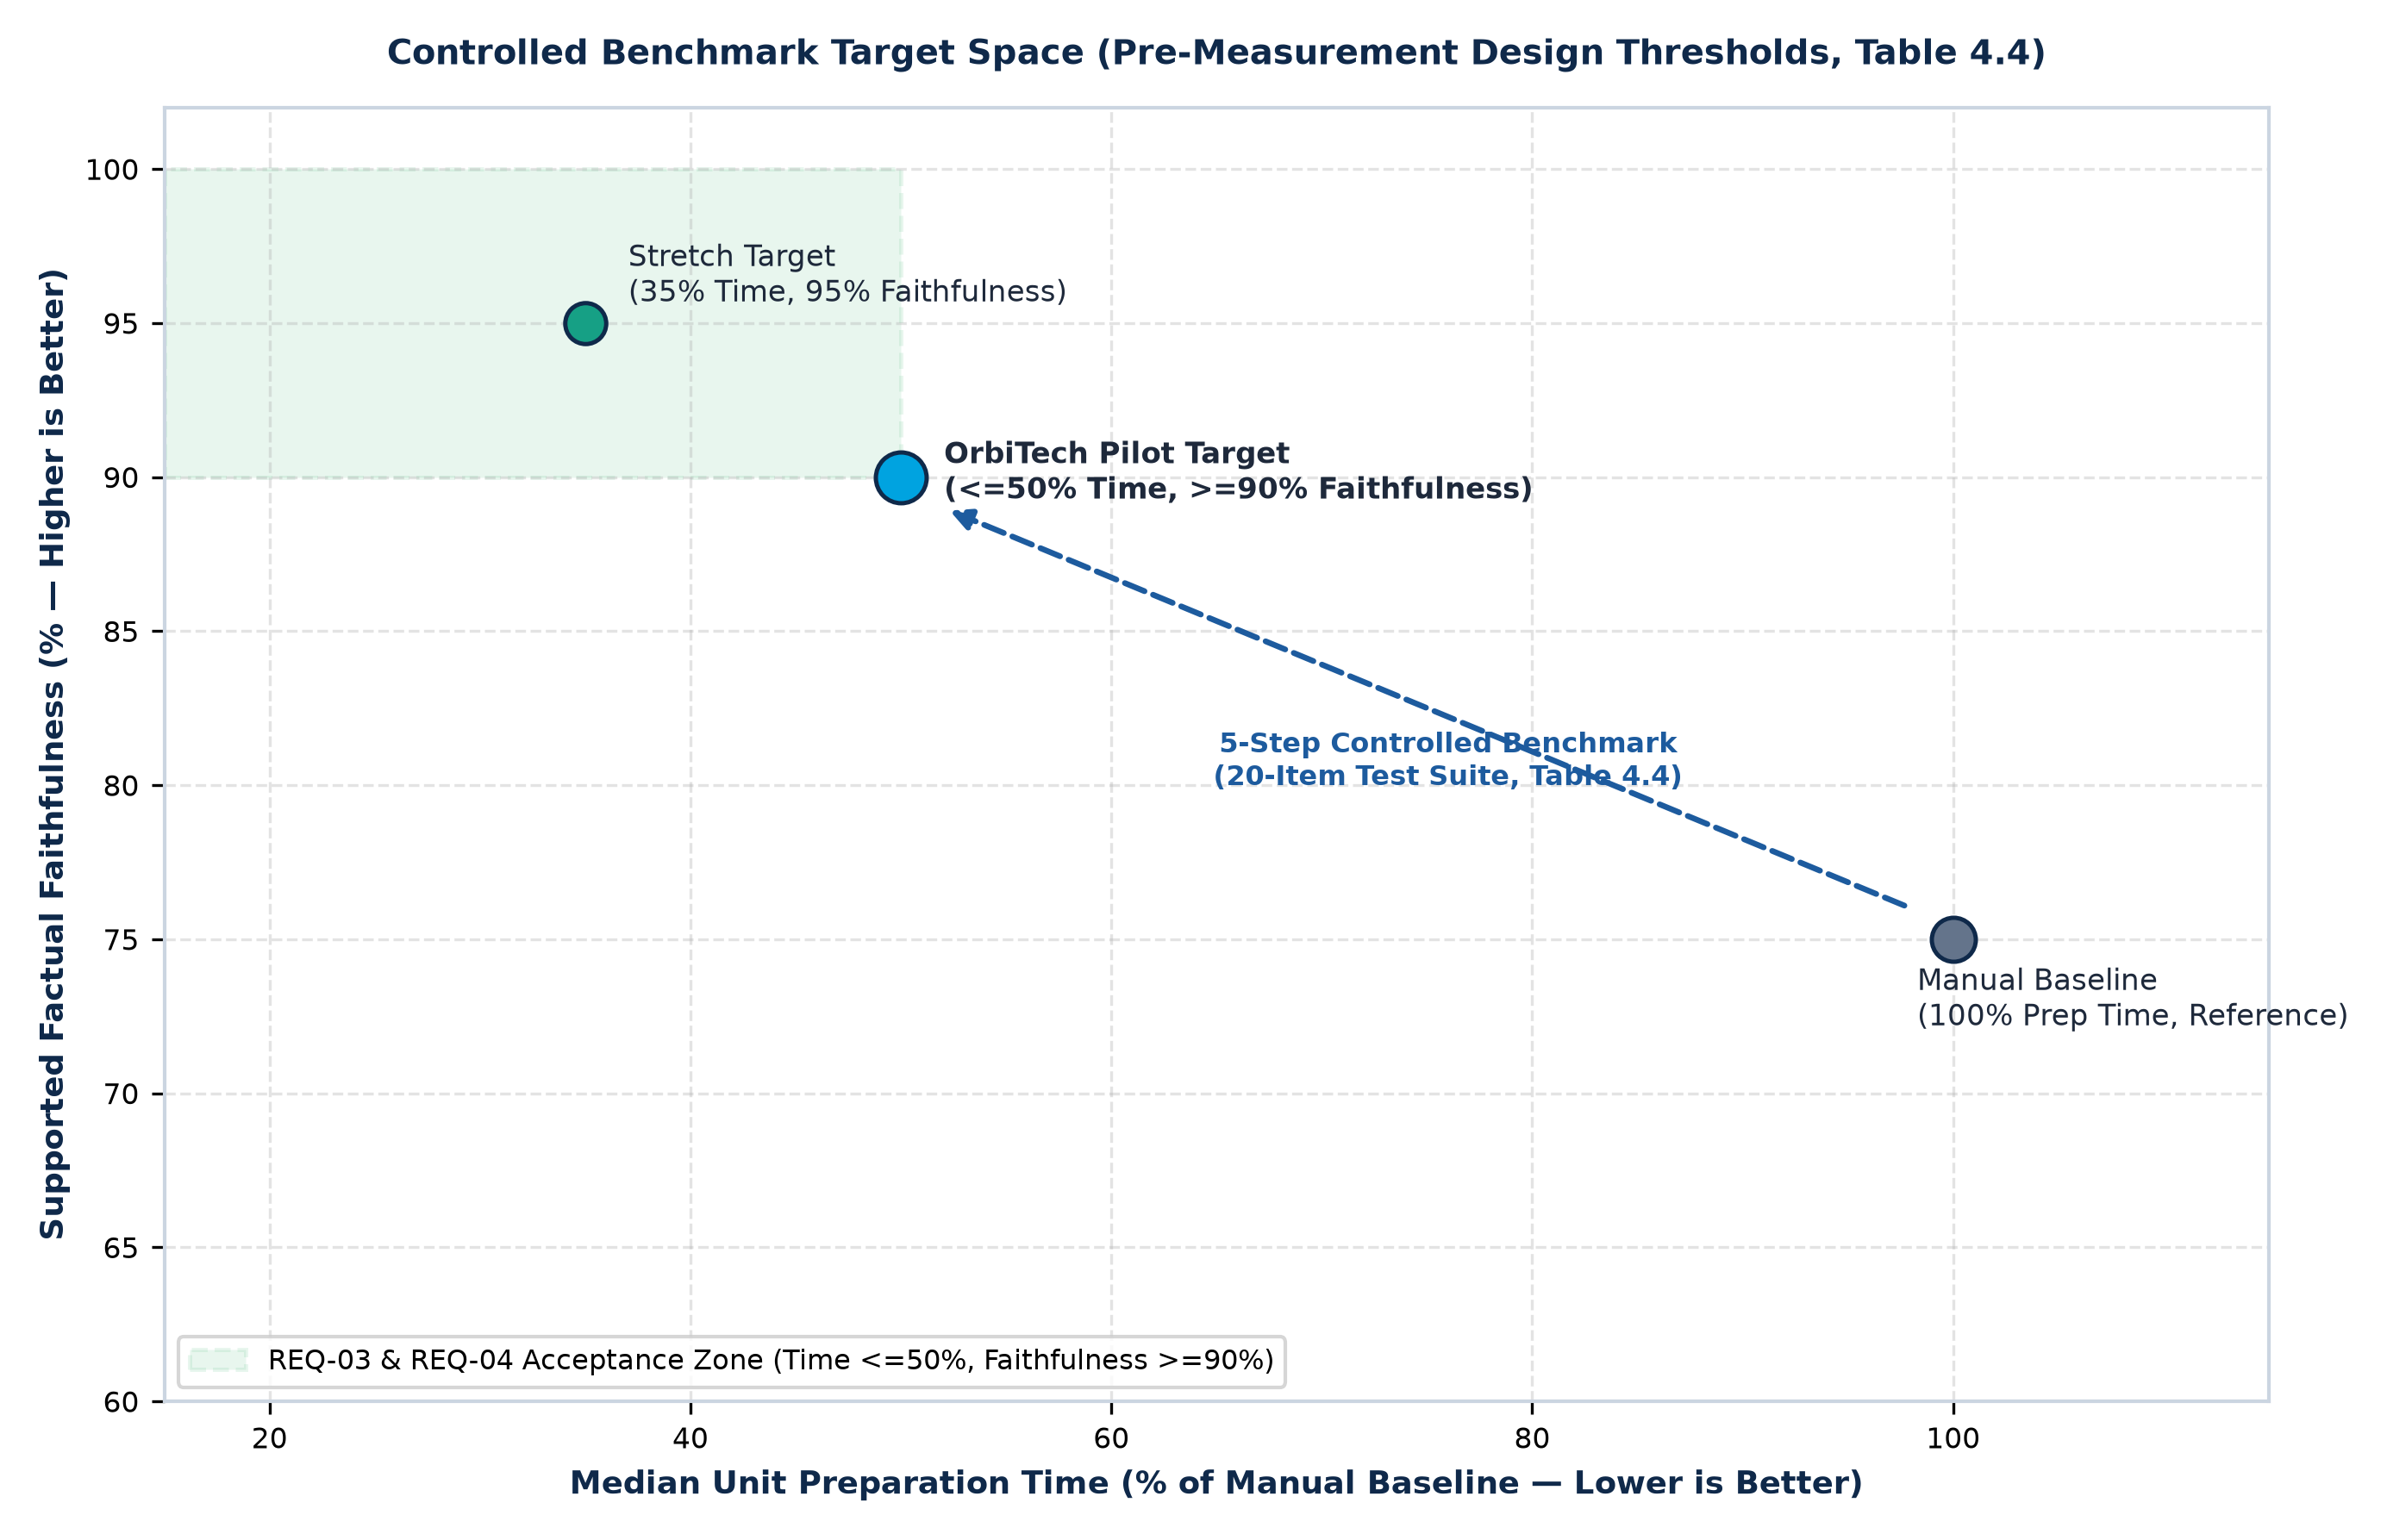 Controlled Benchmark Target Space (Pre-Measurement Design Thresholds, Table 4.4)
Supported Factual Faithfulness (% — Higher is Better)
100
95
90
85
80
75
70
65
60
Stretch Target
(35% Time, 95% Faithfulness)
OrbiTech Pilot Target
(<=50% Time, >=90% Faithfulness)
5-Step Controlled Benchmark
(20-Item Test Suite, Table 4.4)
Manual Baseline
(100% Prep Time, Reference)
REQ-03 & REQ-04 Acceptance Zone (Time <=50%, Faithfulness >=90%)
20
40
60
80
100
Median Unit Preparation Time (% of Manual Baseline — Lower is Better)